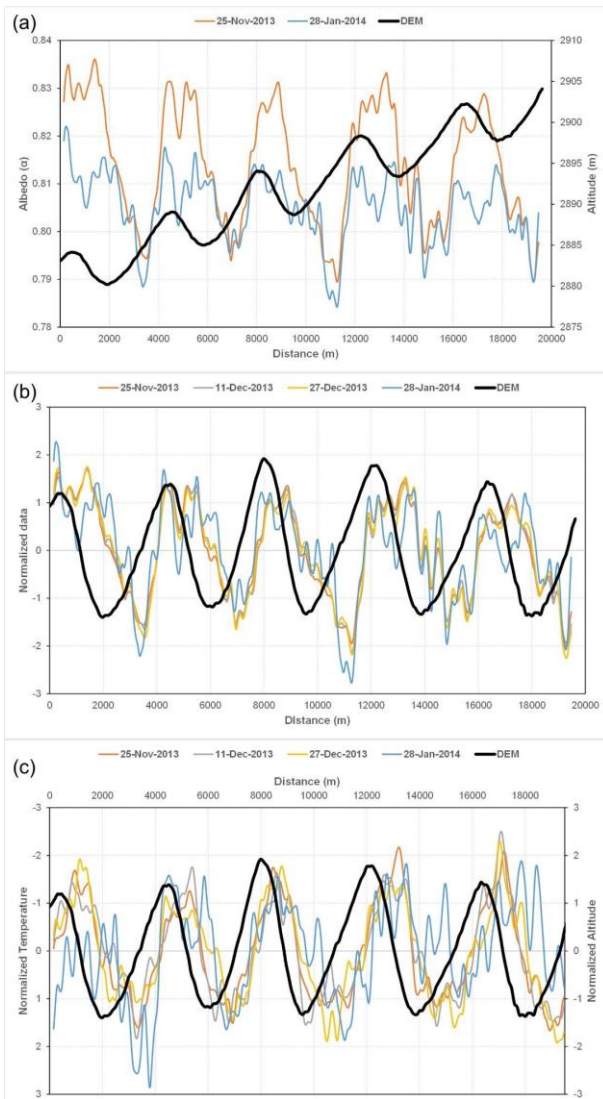 (a)
25-Nov-2013 28-Jan-2014 DEM
0.84 2910
0.83 2905
2900
0.82
2895
0.81
2890
0.80
2885
0.79
2880
0.78 2875
Albedo (α)
Altitude (m)
0 2000 4000 6000 8000 10000 12000 14000 16000 18000 20000
Distance (m)
(b)
25-Nov-2013 11-Dec-2013 27-Dec-2013 28-Jan-2014 DEM
3
2
1
0
-1
-2
-3
Normalized data
0 2000 4000 6000 8000 10000 12000 14000 16000 18000 20000
Distance (m)
(c)
25-Nov-2013 11-Dec-2013 27-Dec-2013 28-Jan-2014 DEM
Distance (m)
0 2000 4000 6000 8000 10000 12000 14000 16000 18000
-3 3
-2 2
-1 1
0 0
1 -1
2 -2
3 -3
Normalized Temperature
Normalized Altitude